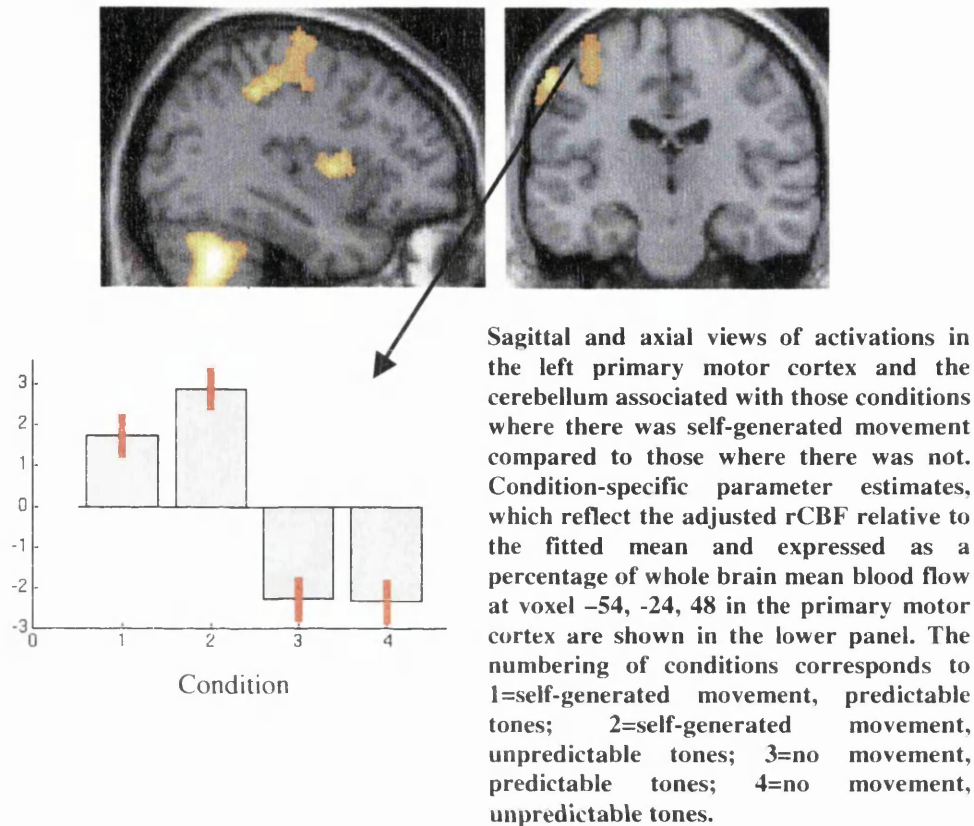 Sagittal and axial views of activations in
the left primary motor cortex and the
cerebellum associated with those conditions
where there was self-generated movement
compared to those where there was not.
Condition-specific parameter estimates,
which reflect the adjusted rCBF relative to
the fitted mean and expressed as a
percentage of whole brain mean blood flow
at voxel –54, -24, 48 in the primary motor
cortex are shown in the lower panel. The
numbering of conditions corresponds to
1=self-generated movement, predictable
tones; 2=self-generated movement,
unpredictable tones; 3=no movement,
predictable tones; 4=no movement,
unpredictable tones.
3
2
1
0
-1
-2
-3
0 1 2 3 4
Condition